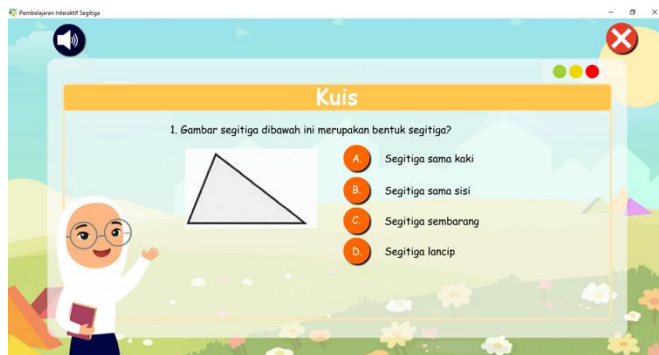 Pembelajaran Interaktif Segitiga
Kuis
1. Gambar segitiga dibawah ini merupakan bentuk segitiga?
A. Segitiga sama kaki
B. Segitiga sama sisi
C. Segitiga sembarang
D. Segitiga lancip